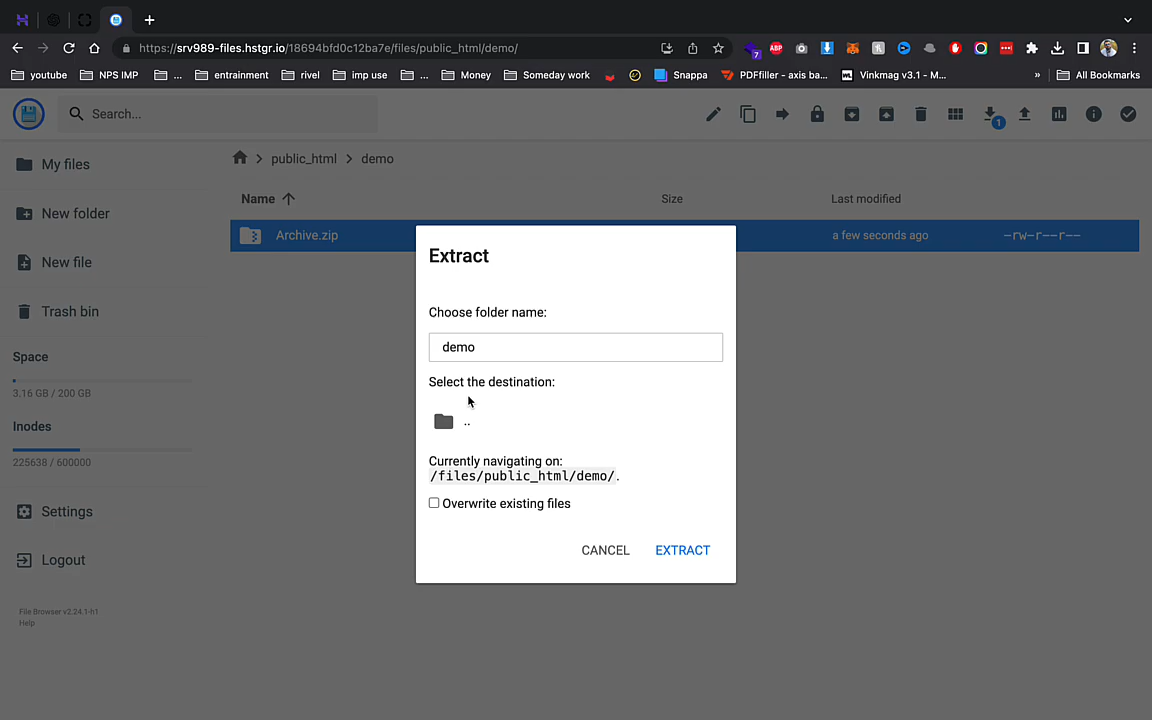 https://srv989-files.hstgr.io/18694bfd0c12ba7e/files/public_html/demo/
7
ABP
youtube
NPS IMP
...
entrainment
rivel
imp use
...
Money
Someday work
Snappa
PDFfiller - axis ba...
Vinkmag v3.1 - M...
»
All Bookmarks
Search...
1
My files
public_html > demo
Name
Size
Last modified
New folder
Archive.zip
a few seconds ago
—rw—r——r——
Extract
New file
Choose folder name:
Trash bin
demo
Space
Select the destination:
3.16 GB / 200 GB
..
Inodes
225638 / 600000
Currently navigating on:
/files/public_html/demo/.
Overwrite existing files
Settings
CANCEL
EXTRACT
Logout
File Browser v2.24.1-h1
Help